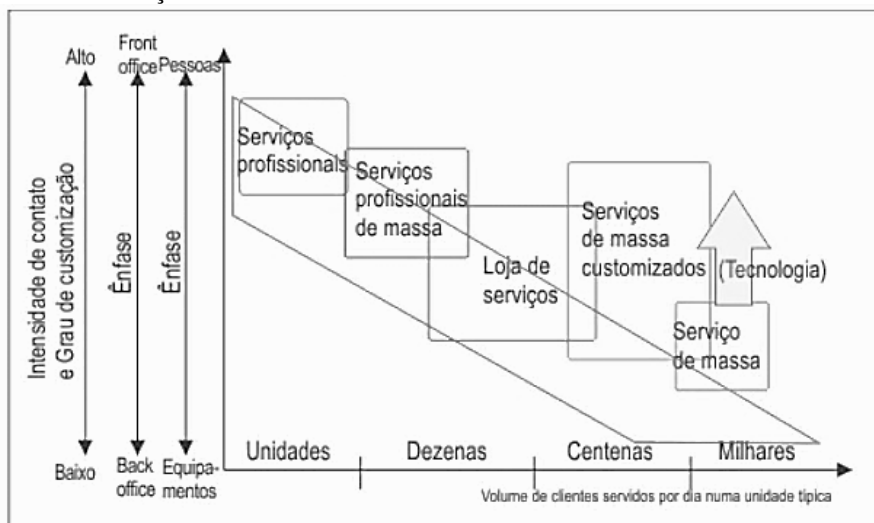 Alto
Front
office
Pessoas
Intensidade de contato
e Grau de customização
Ênfase
Ênfase
Serviços
profissionais
Serviços
profissionais
de massa
Loja de
serviços
Serviços
de massa
customizados
(Tecnologia)
Serviço
de massa
Baixo
Back
office
Equipa-
mentos
Unidades
Dezenas
Centenas
Milhares
Volume de clientes servidos por dia numa unidade típica